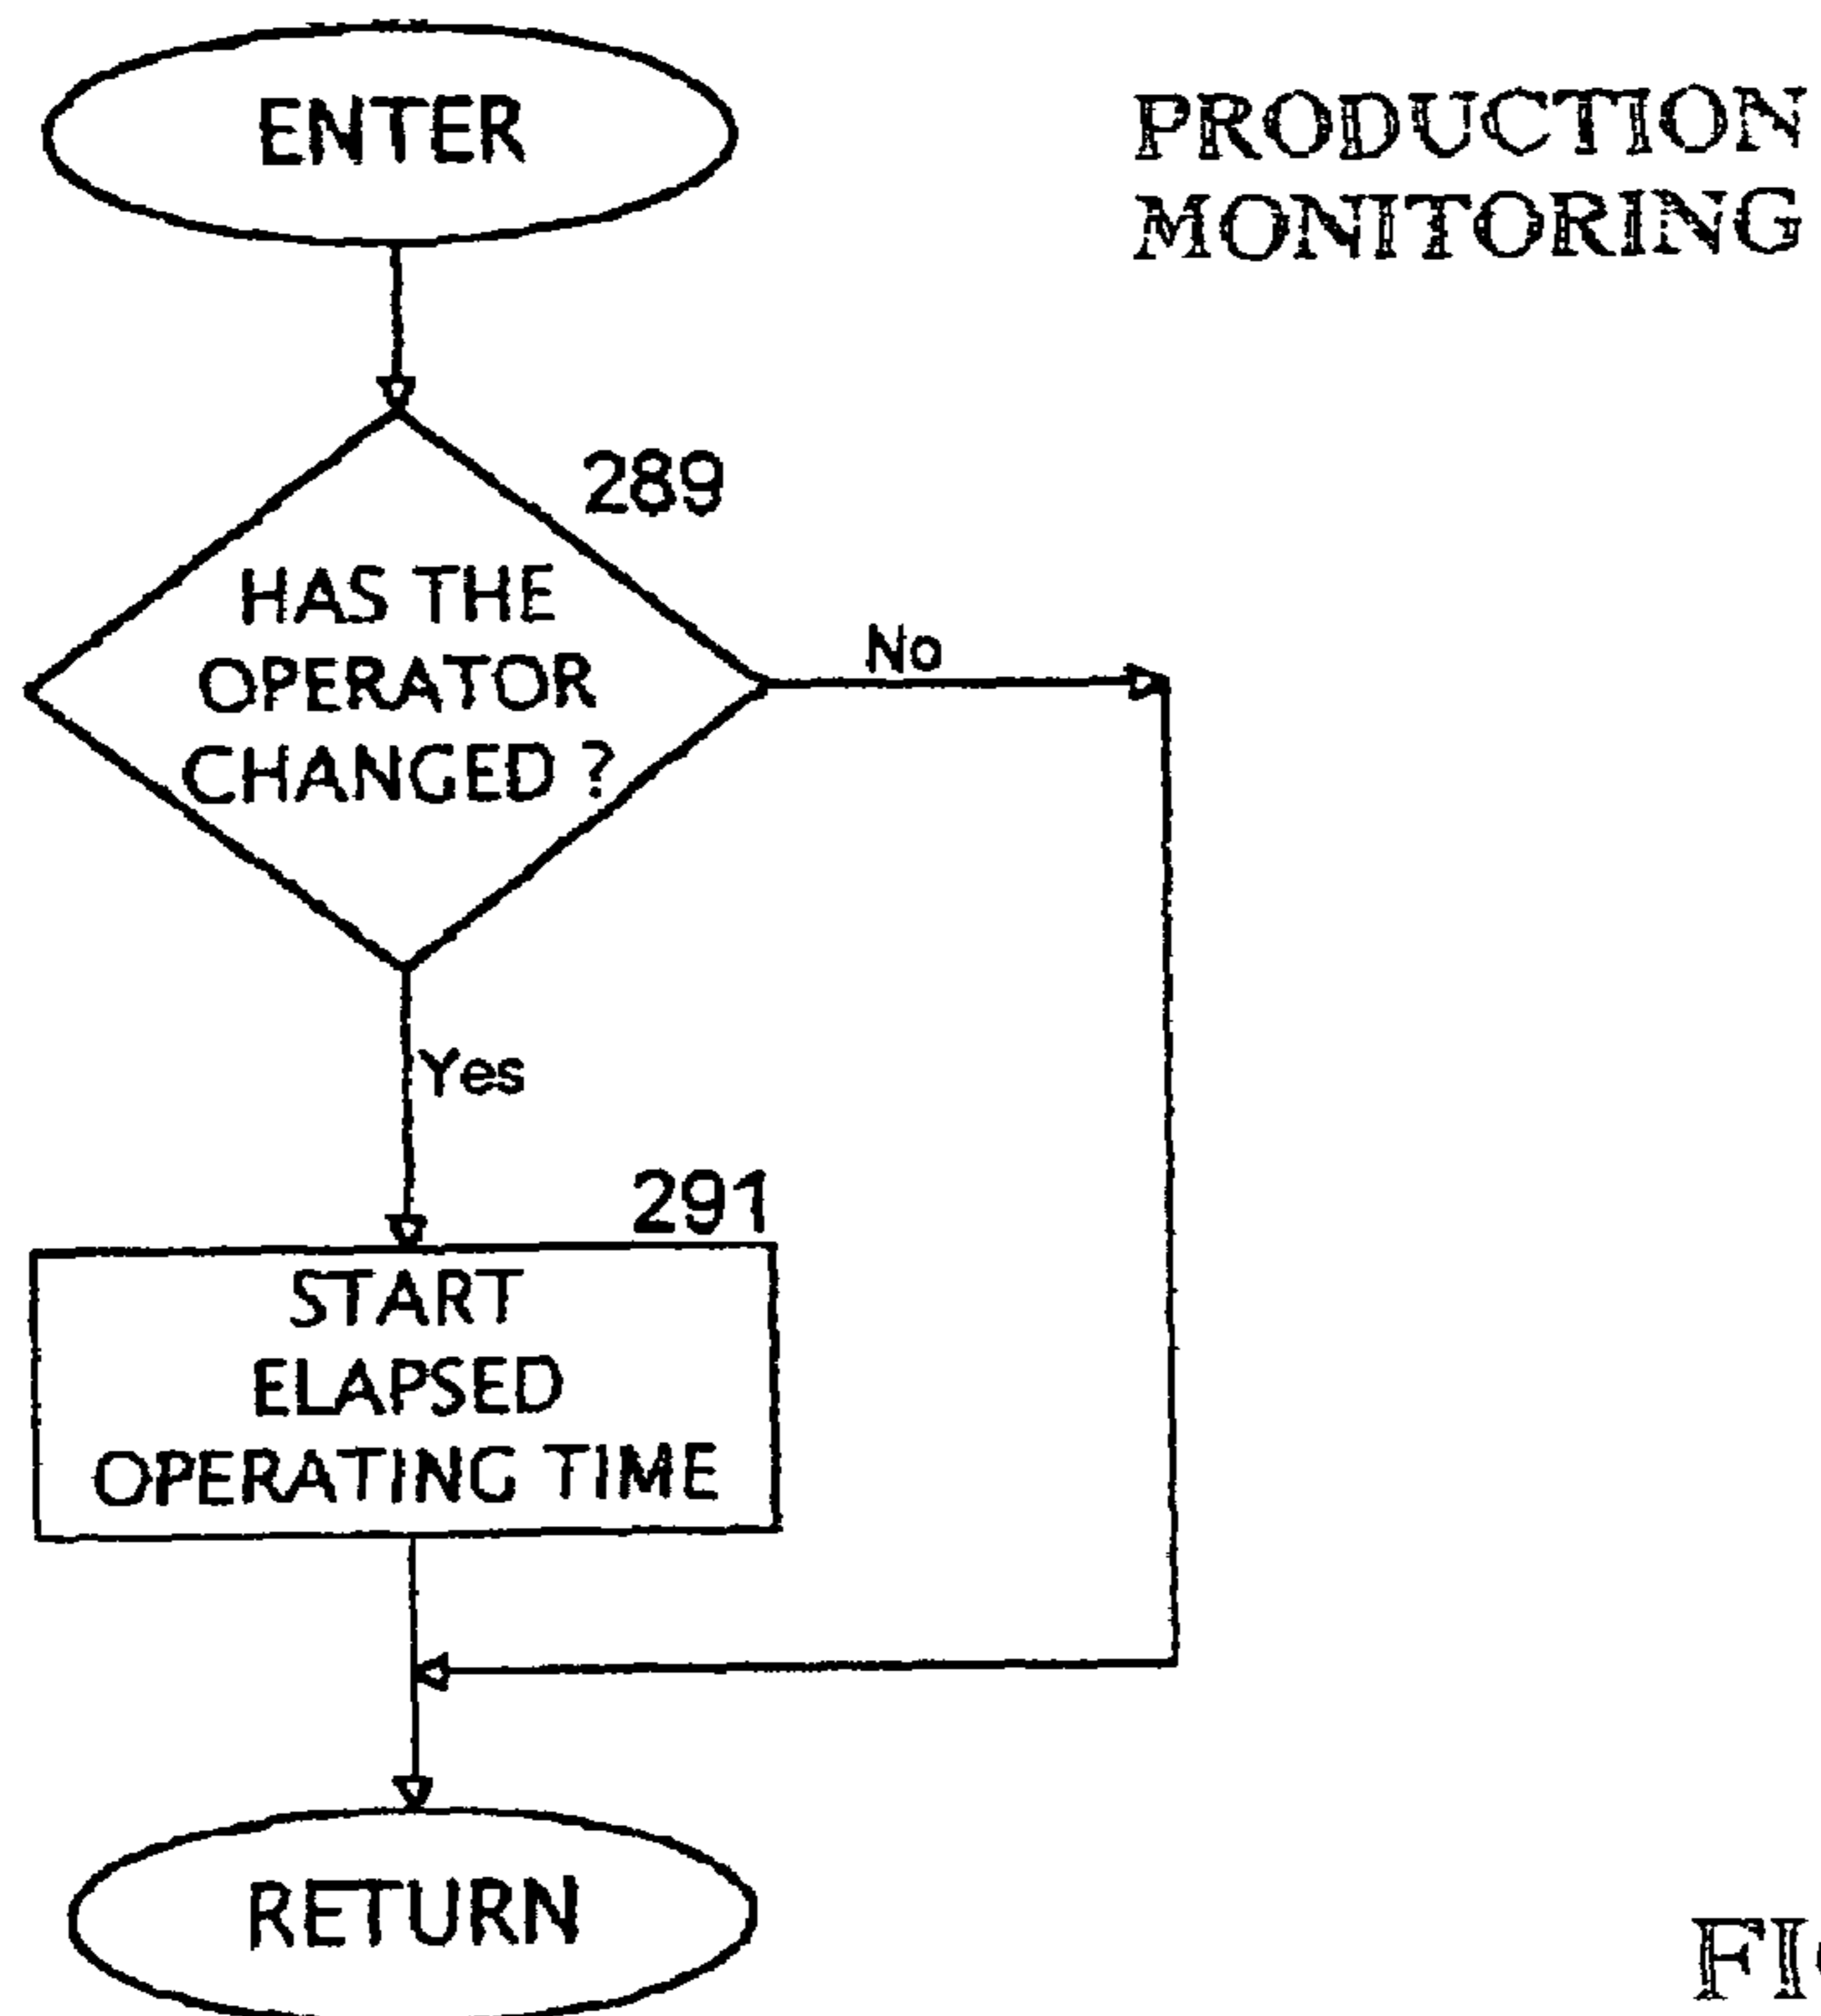 ENTER
PRODUCTION
MONITORING
289
HAS THE
OPERATOR
CHANGED ?
No
Yes
291
START
ELAPSED
OPERATING TIME
RETURN